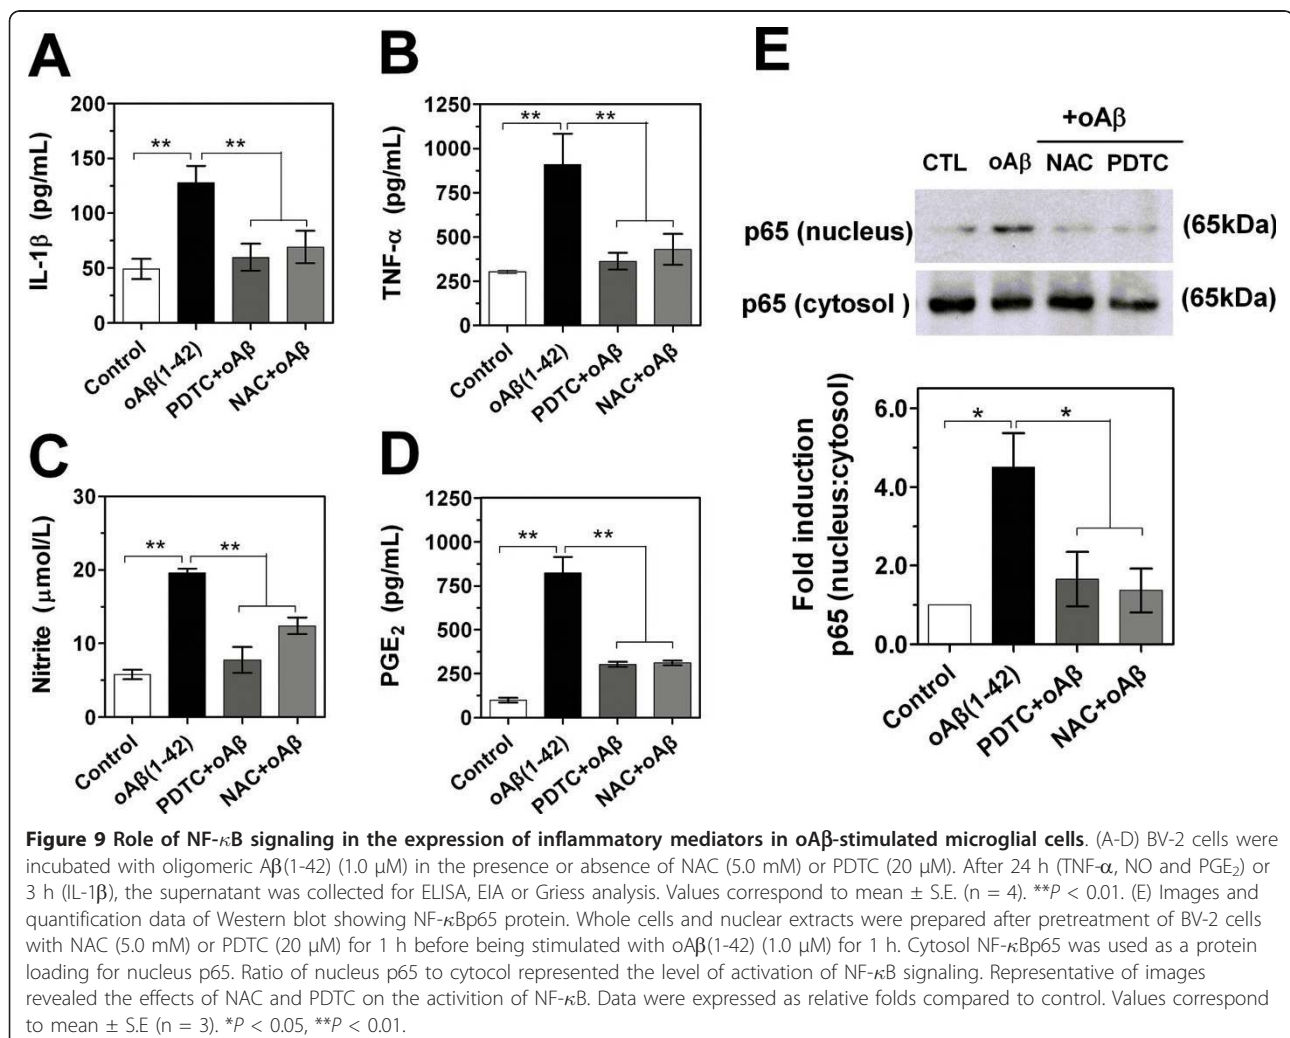 A
IL-1β (pg/mL)
200
150
100
50
0
**
**
Control
oAβ(1-42)
PDTC+oAβ
NAC+oAβ
B
TNF-α (pg/mL)
1250
1000
750
500
250
0
**
**
Control
oAβ(1-42)
PDTC+oAβ
NAC+oAβ
C
Nitrite (μmol/L)
30
20
10
0
**
**
Control
oAβ(1-42)
PDTC+oAβ
NAC+oAβ
D
PGE₂ (pg/mL)
1250
1000
750
500
250
0
**
**
Control
oAβ(1-42)
PDTC+oAβ
NAC+oAβ
E
+oAβ
CTL oAβ NAC PDTC
p65 (nucleus) (65kDa)
p65 (cytosol ) (65kDa)
Fold induction
p65 (nucleus:cytosol)
6.0
4.0
2.0
0.0
*
*
Control
oAβ(1-42)
PDTC+oAβ
NAC+oAβ
Figure 9 Role of NF-κB signaling in the expression of inflammatory mediators in oAβ-stimulated microglial cells. (A-D) BV-2 cells were
incubated with oligomeric Aβ(1-42) (1.0 μM) in the presence or absence of NAC (5.0 mM) or PDTC (20 μM). After 24 h (TNF-α, NO and PGE₂) or
3 h (IL-1β), the supernatant was collected for ELISA, EIA or Griess analysis. Values correspond to mean ± S.E. (n = 4). **P < 0.01. (E) Images and
quantification data of Western blot showing NF-κBp65 protein. Whole cells and nuclear extracts were prepared after pretreatment of BV-2 cells
with NAC (5.0 mM) or PDTC (20 μM) for 1 h before being stimulated with oAβ(1-42) (1.0 μM) for 1 h. Cytosol NF-κBp65 was used as a protein
loading for nucleus p65. Ratio of nucleus p65 to cytocol represented the level of activation of NF-κB signaling. Representative of images
revealed the effects of NAC and PDTC on the activition of NF-κB. Data were expressed as relative folds compared to control. Values correspond
to mean ± S.E (n = 3). *P < 0.05, **P < 0.01.